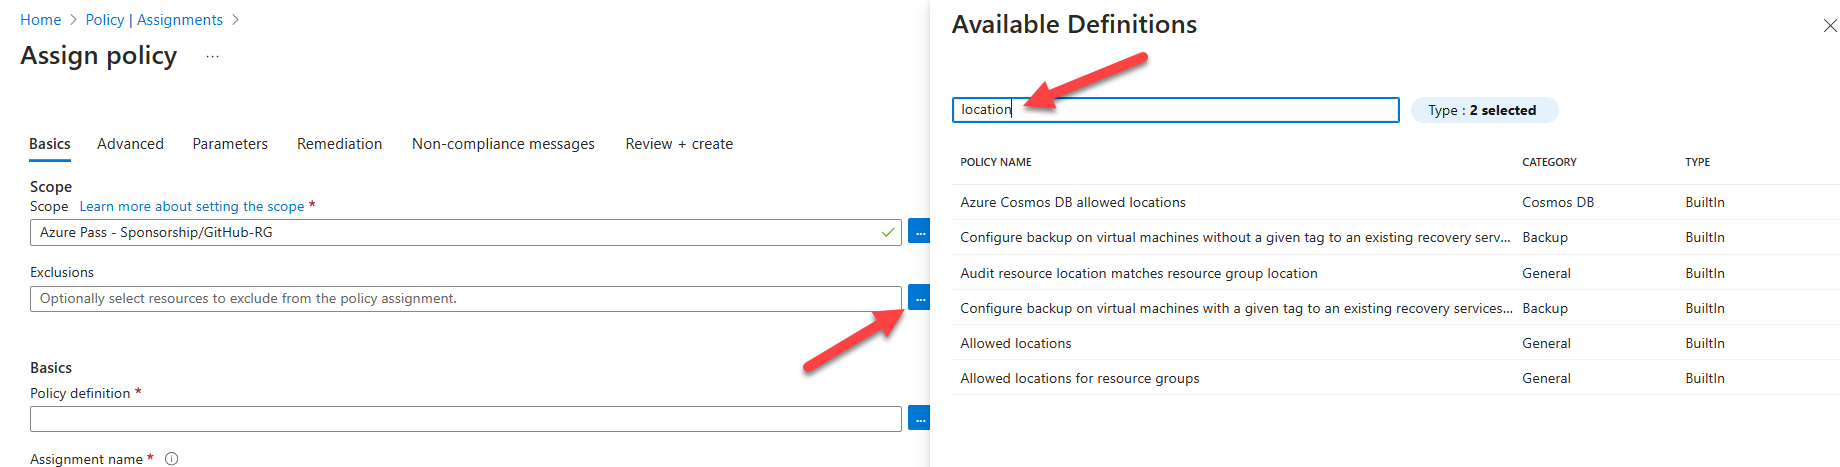 Home > Policy | Assignments >
Assign policy ...
Basics Advanced Parameters Remediation Non-compliance messages Review + create
Scope
Scope Learn more about setting the scope *
Azure Pass - Sponsorship/GitHub-RG
...
Exclusions
Optionally select resources to exclude from the policy assignment.
...
Basics
Policy definition *
...
Assignment name *
Available Definitions
location
Type : 2 selected
POLICY NAME CATEGORY TYPE
Azure Cosmos DB allowed locations Cosmos DB BuiltIn
Configure backup on virtual machines without a given tag to an existing recovery serv... Backup BuiltIn
Audit resource location matches resource group location General BuiltIn
Configure backup on virtual machines with a given tag to an existing recovery services... Backup BuiltIn
Allowed locations General BuiltIn
Allowed locations for resource groups General BuiltIn